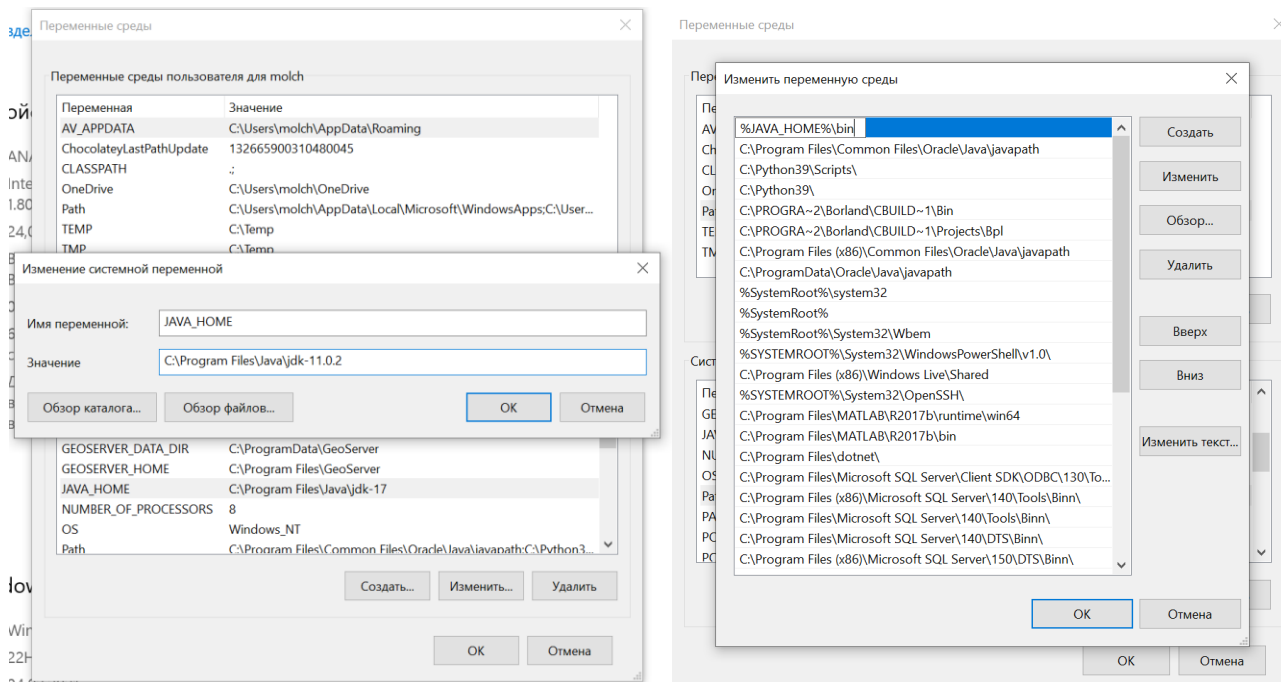 Переменные среды
Переменные среды пользователя для molch
Переменная Значение
AV_APPDATA C:\Users\molch\AppData\Roaming
ChocolateyLastPathUpdate 132665900310480045
CLASSPATH .;
OneDrive C:\Users\molch\OneDrive
Path C:\Users\molch\AppData\Local\Microsoft\WindowsApps;C:\User...
TEMP C:\Temp
TMP C:\Temp
Изменение системной переменной
Имя переменной: JAVA_HOME
Значение C:\Program Files\Java\jdk-11.0.2
Обзор каталога... Обзор файлов... ОК Отмена
GEOSERVER_DATA_DIR C:\ProgramData\GeoServer
GEOSERVER_HOME C:\Program Files\GeoServer
JAVA_HOME C:\Program Files\Java\jdk-17
NUMBER_OF_PROCESSORS 8
OS Windows_NT
Path C:\Program Files\Common Files\Oracle\Java\javapath;C:\Python3...
Создать... Изменить... Удалить
ОК Отмена
Переменные среды
Изменить переменную среды
%JAVA_HOME%\bin
C:\Program Files\Common Files\Oracle\Java\javapath
C:\Python39\Scripts\
C:\Python39\
C:\PROGRA~2\Borland\CBUILD~1\Bin
C:\PROGRA~2\Borland\CBUILD~1\Projects\Bpl
C:\Program Files (x86)\Common Files\Oracle\Java\javapath
C:\ProgramData\Oracle\Java\javapath
%SystemRoot%\system32
%SystemRoot%
%SystemRoot%\System32\Wbem
%SYSTEMROOT%\System32\WindowsPowerShell\v1.0\
C:\Program Files (x86)\Windows Live\Shared
%SYSTEMROOT%\System32\OpenSSH\
C:\Program Files\MATLAB\R2017b\runtime\win64
C:\Program Files\MATLAB\R2017b\bin
C:\Program Files\dotnet\
C:\Program Files\Microsoft SQL Server\Client SDK\ODBC\130\To...
C:\Program Files (x86)\Microsoft SQL Server\140\Tools\Binn\
C:\Program Files\Microsoft SQL Server\140\Tools\Binn\
C:\Program Files\Microsoft SQL Server\140\DTS\Binn\
C:\Program Files (x86)\Microsoft SQL Server\150\DTS\Binn\
Создать
Изменить
Обзор...
Удалить
Вверх
Вниз
Изменить текст...
ОК Отмена
ОК Отмена